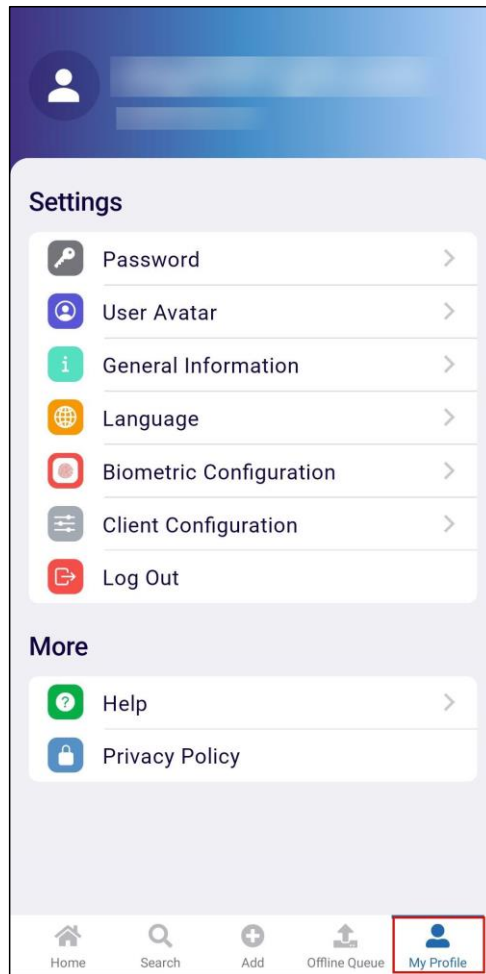 Settings
Password
User Avatar
General Information
Language
Biometric Configuration
Client Configuration
Log Out
More
Help
Privacy Policy
Home Search Add Offline Queue My Profile